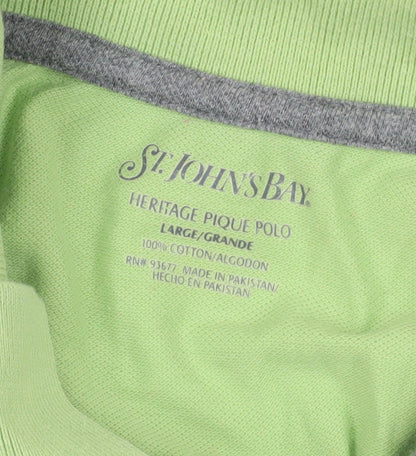 ST. JOHN'S BAY.
HERITAGE PIQUE POLO
LARGE/GRANDE
100% COTTON/ALGODON
RN# 93677 MADE IN PAKISTAN/
HECHO EN PAKISTAN